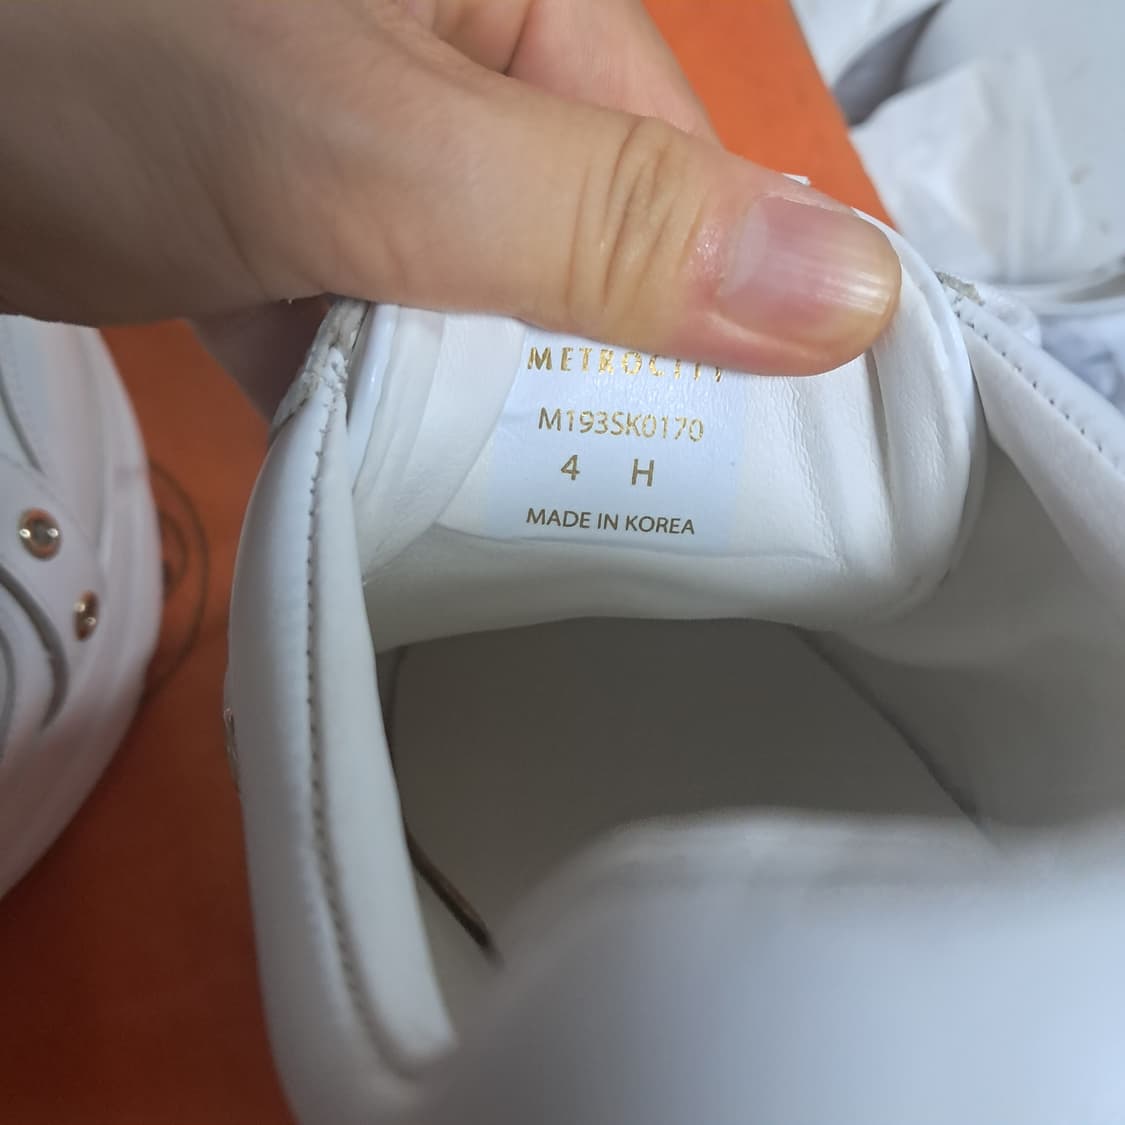 METROCITY
M193SK0170
4 H
MADE IN KOREA